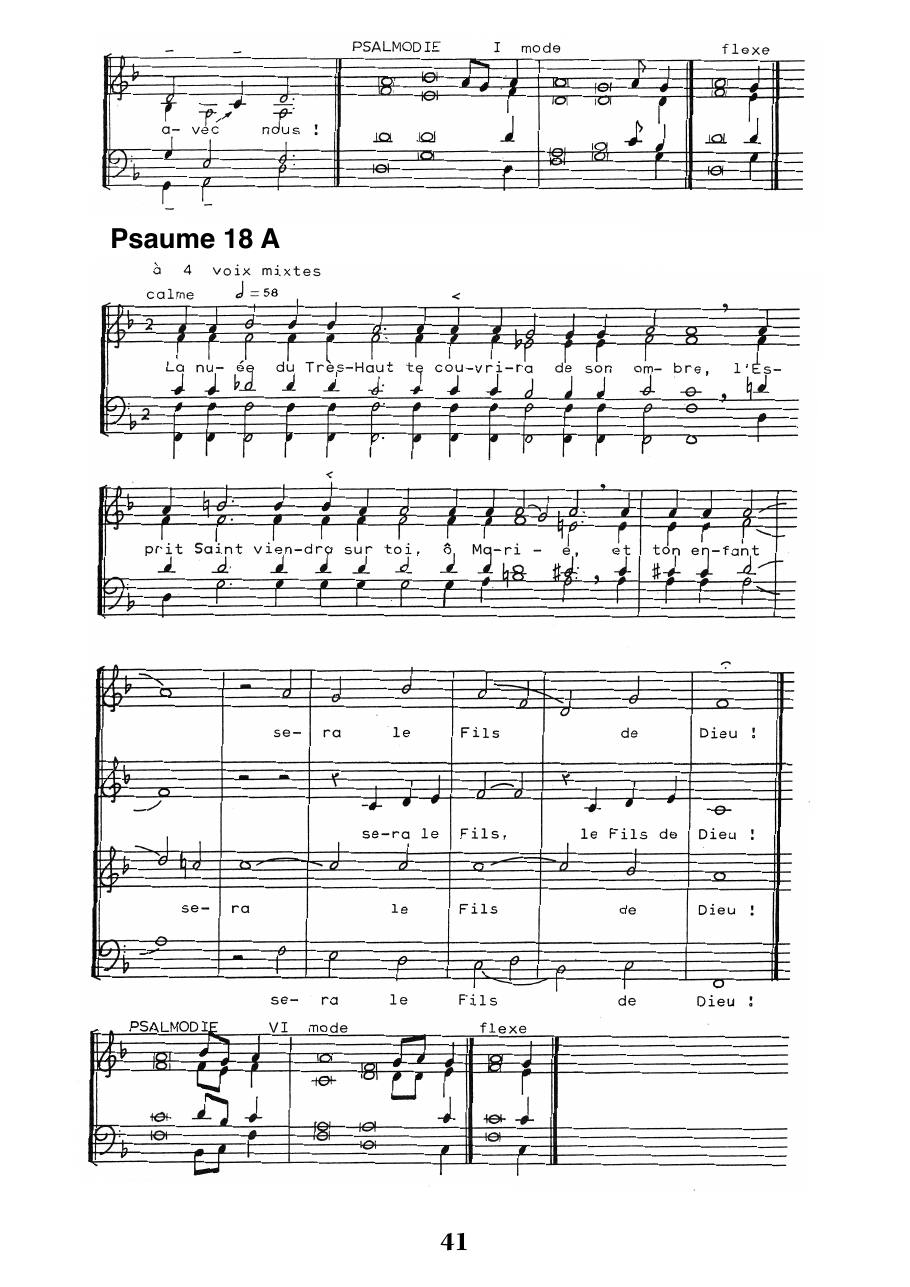 PSALMODIE I mode flexe
a- vec nous !
Psaume 18 A
à 4 voix mixtes
calme = 58
La nu- ée du Très-Haut te cou-vri-ra de son om- bre, l'Es-
prit Saint vien-dra sur toi, ô Ma-ri - e, et ton en-fant
se- ra le Fils de Dieu !
se-ra le Fils, le Fils de Dieu !
se- ra le Fils de Dieu !
se- ra le Fils de Dieu !
PSALMODIE VI mode flexe
41